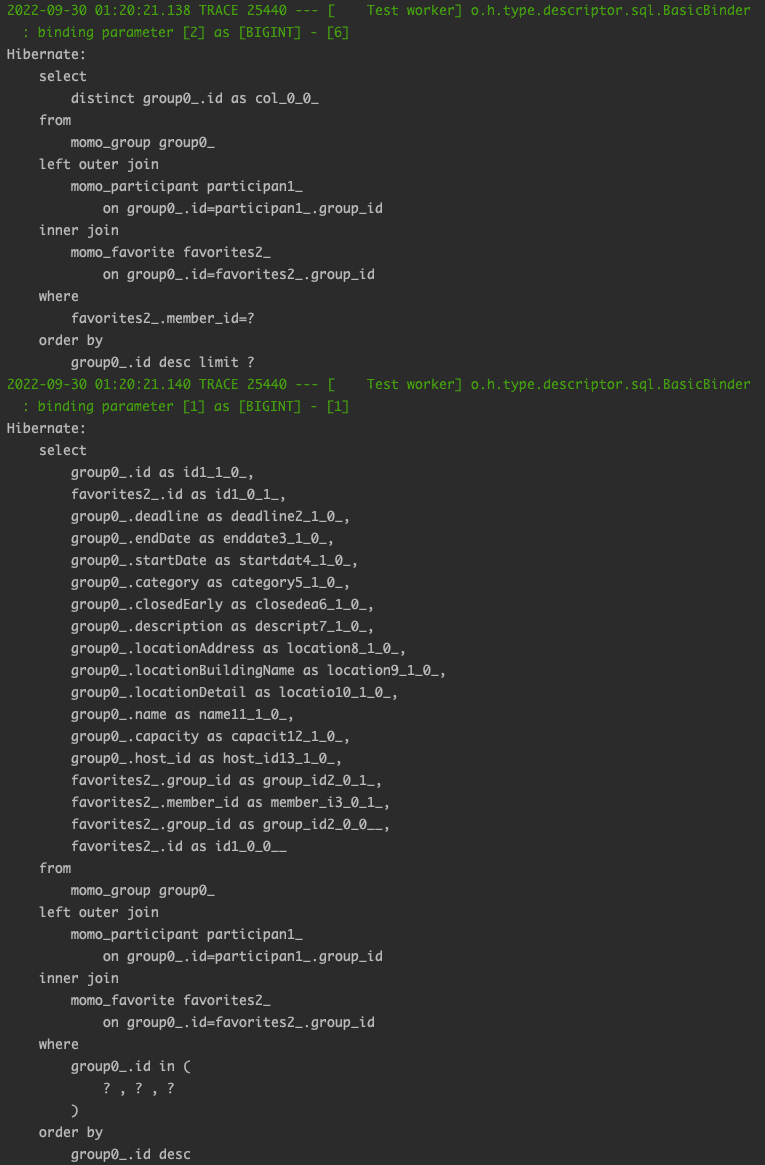 2022-09-30 01:20:21.138 TRACE 25440 --- [    Test worker] o.h.type.descriptor.sql.BasicBinder
  : binding parameter [2] as [BIGINT] - [6]
Hibernate:
    select
        distinct group0_.id as col_0_0_
    from
        momo_group group0_
    left outer join
        momo_participant participan1_
            on group0_.id=participan1_.group_id
    inner join
        momo_favorite favorites2_
            on group0_.id=favorites2_.group_id
    where
        favorites2_.member_id=?
    order by
        group0_.id desc limit ?
2022-09-30 01:20:21.140 TRACE 25440 --- [    Test worker] o.h.type.descriptor.sql.BasicBinder
  : binding parameter [1] as [BIGINT] - [1]
Hibernate:
    select
        group0_.id as id1_1_0_,
        favorites2_.id as id1_0_1_,
        group0_.deadline as deadline2_1_0_,
        group0_.endDate as enddate3_1_0_,
        group0_.startDate as startdat4_1_0_,
        group0_.category as category5_1_0_,
        group0_.closedEarly as closedea6_1_0_,
        group0_.description as descript7_1_0_,
        group0_.locationAddress as location8_1_0_,
        group0_.locationBuildingName as location9_1_0_,
        group0_.locationDetail as locatio10_1_0_,
        group0_.name as name11_1_0_,
        group0_.capacity as capacit12_1_0_,
        group0_.host_id as host_id13_1_0_,
        favorites2_.group_id as group_id2_0_1_,
        favorites2_.member_id as member_i3_0_1_,
        favorites2_.group_id as group_id2_0_0__,
        favorites2_.id as id1_0_0__
    from
        momo_group group0_
    left outer join
        momo_participant participan1_
            on group0_.id=participan1_.group_id
    inner join
        momo_favorite favorites2_
            on group0_.id=favorites2_.group_id
    where
        group0_.id in (
            ? , ? , ?
        )
    order by
        group0_.id desc